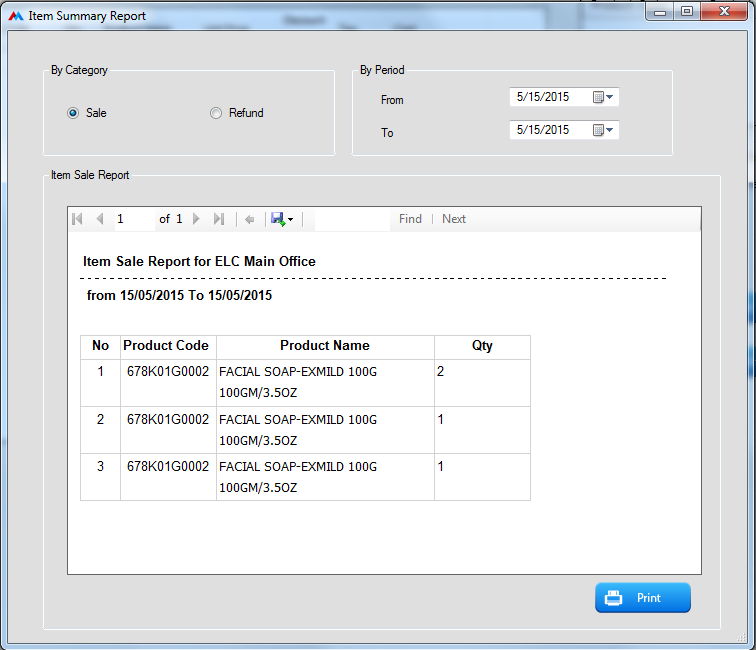 Item Summary Report
By Category
Sale
Refund
By Period
From
5/15/2015
To
5/15/2015
Item Sale Report
1 of 1 Find Next
Item Sale Report for ELC Main Office
from 15/05/2015 To 15/05/2015
No Product Code Product Name Qty
1 678K01G0002 FACIAL SOAP-EXMILD 100G 2
100GM/3.5OZ
2 678K01G0002 FACIAL SOAP-EXMILD 100G 1
100GM/3.5OZ
3 678K01G0002 FACIAL SOAP-EXMILD 100G 1
100GM/3.5OZ
Print